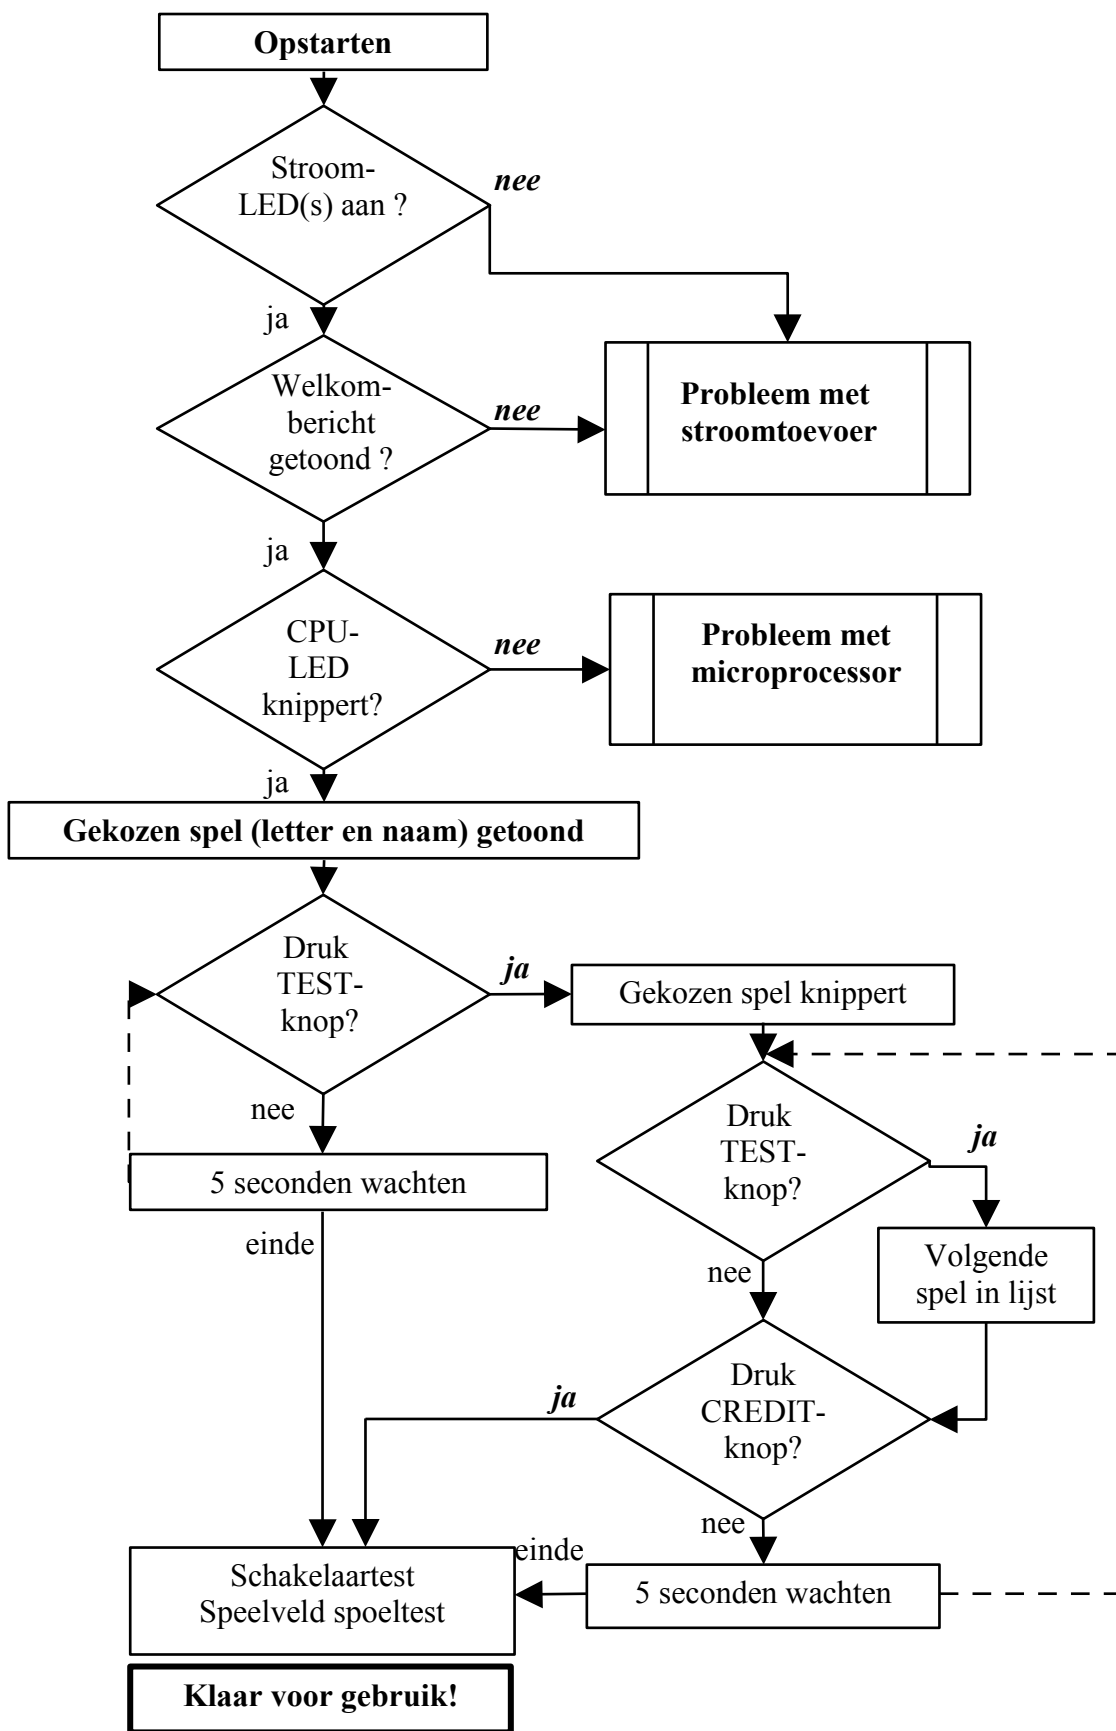 Opstarten
Stroom-
LED(s) aan ?
nee
ja
Welkom-
bericht
getoond ?
nee
Probleem met
stroomtoevoer
ja
CPU-
LED
knippert?
nee
Probleem met
microprocessor
ja
Gekozen spel (letter en naam) getoond
Druk
TEST-
knop?
ja
Gekozen spel knippert
nee
Druk
TEST-
knop?
ja
5 seconden wachten
einde
nee
Volgende
spel in lijst
Druk
CREDIT-
knop?
ja
nee
einde
Schakelaartest
Speelveld spoeltest
5 seconden wachten
Klaar voor gebruik!